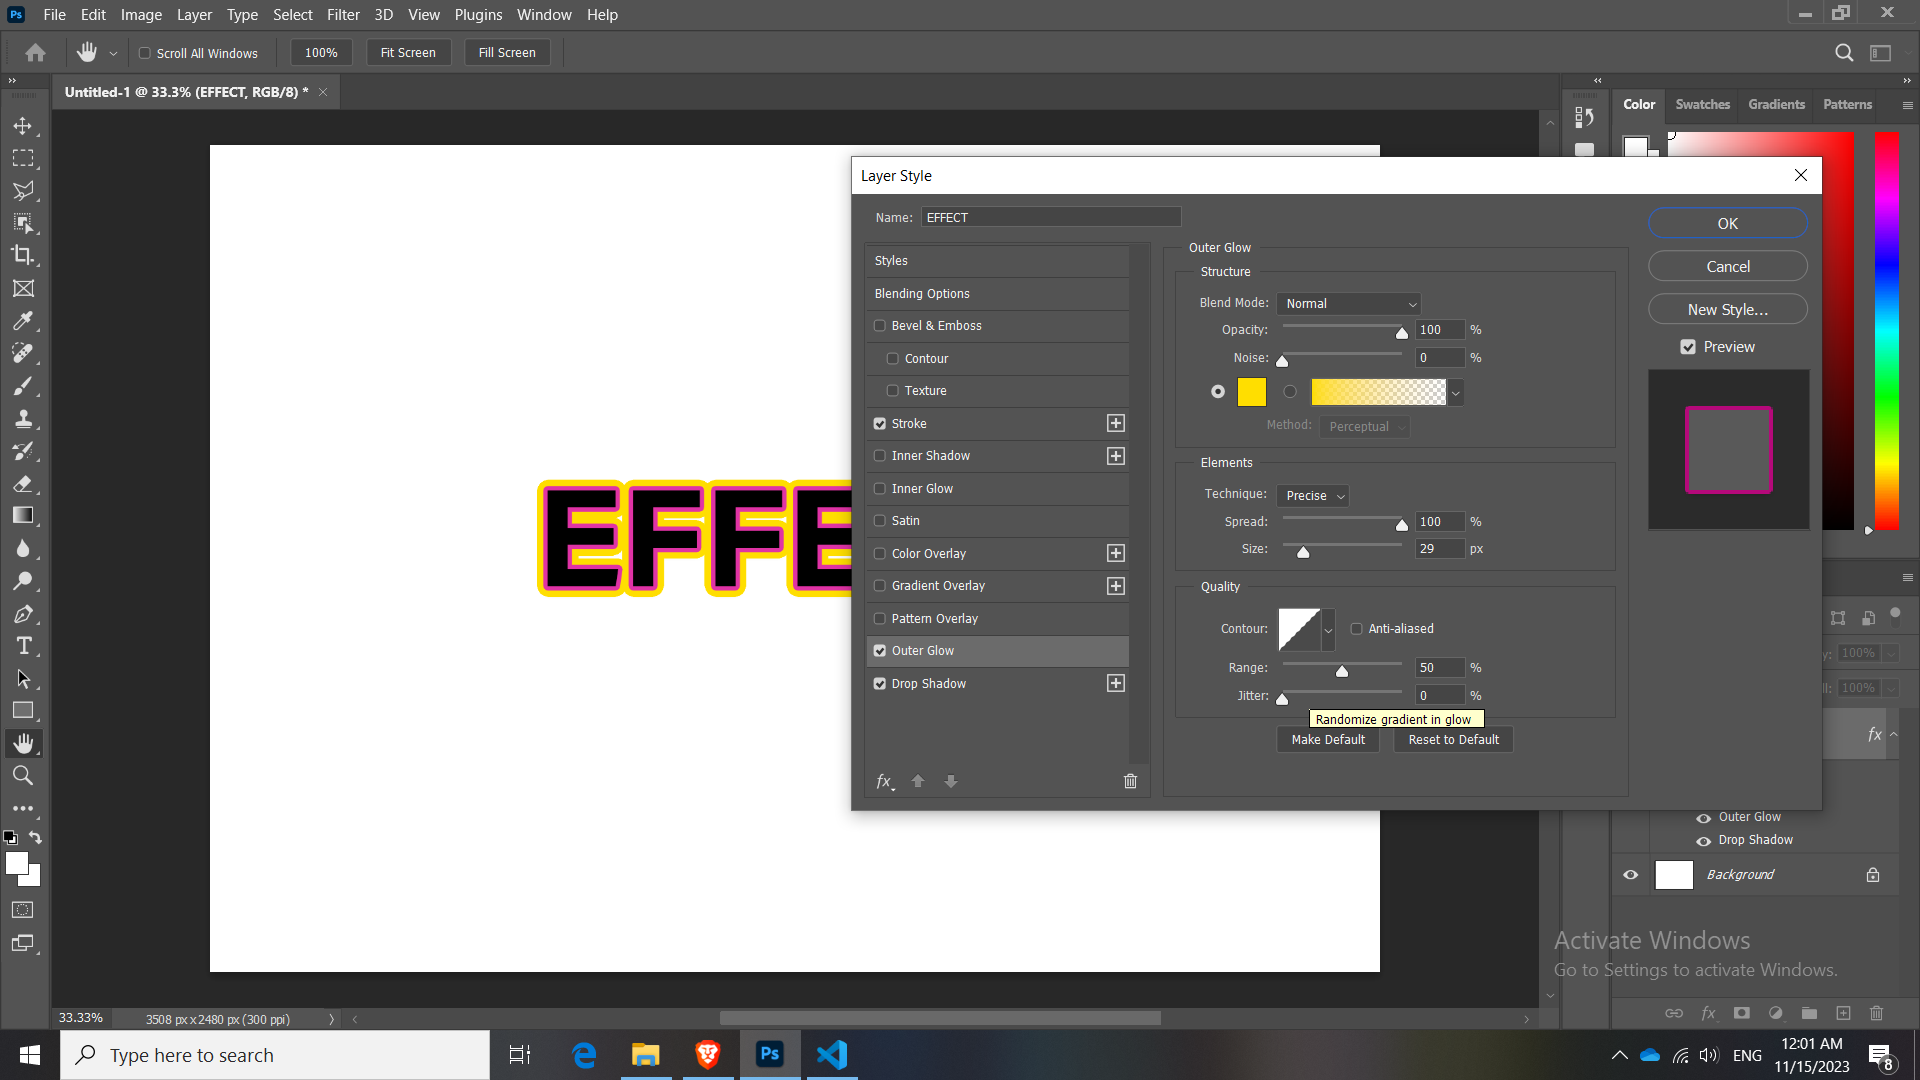 Ps File Edit Image Layer Type Select Filter 3D View Plugins Window Help
Scroll All Windows 100% Fit Screen Fill Screen
Untitled-1 @ 33.3% (EFFECT, RGB/8) *
Color Swatches Gradients Patterns
EFFE
Layer Style
Name: EFFECT
Styles
Blending Options
Bevel & Emboss
Contour
Texture
Stroke
Inner Shadow
Inner Glow
Satin
Color Overlay
Gradient Overlay
Pattern Overlay
Outer Glow
Drop Shadow
fx
Outer Glow
Structure
Blend Mode: Normal
Opacity: 100 %
Noise: 0 %
Method: Perceptual
Elements
Technique: Precise
Spread: 100 %
Size: 29 px
Quality
Contour: Anti-aliased
Range: 50 %
Jitter: 0 %
Randomize gradient in glow
Make Default Reset to Default
OK
Cancel
New Style...
Preview
100%
100%
fx
Outer Glow
Drop Shadow
Background
Activate Windows
Go to Settings to activate Windows.
fx
33.33% 3508 px x 2480 px (300 ppi)
Type here to search
Ps
ENG
12:01 AM
11/15/2023
8